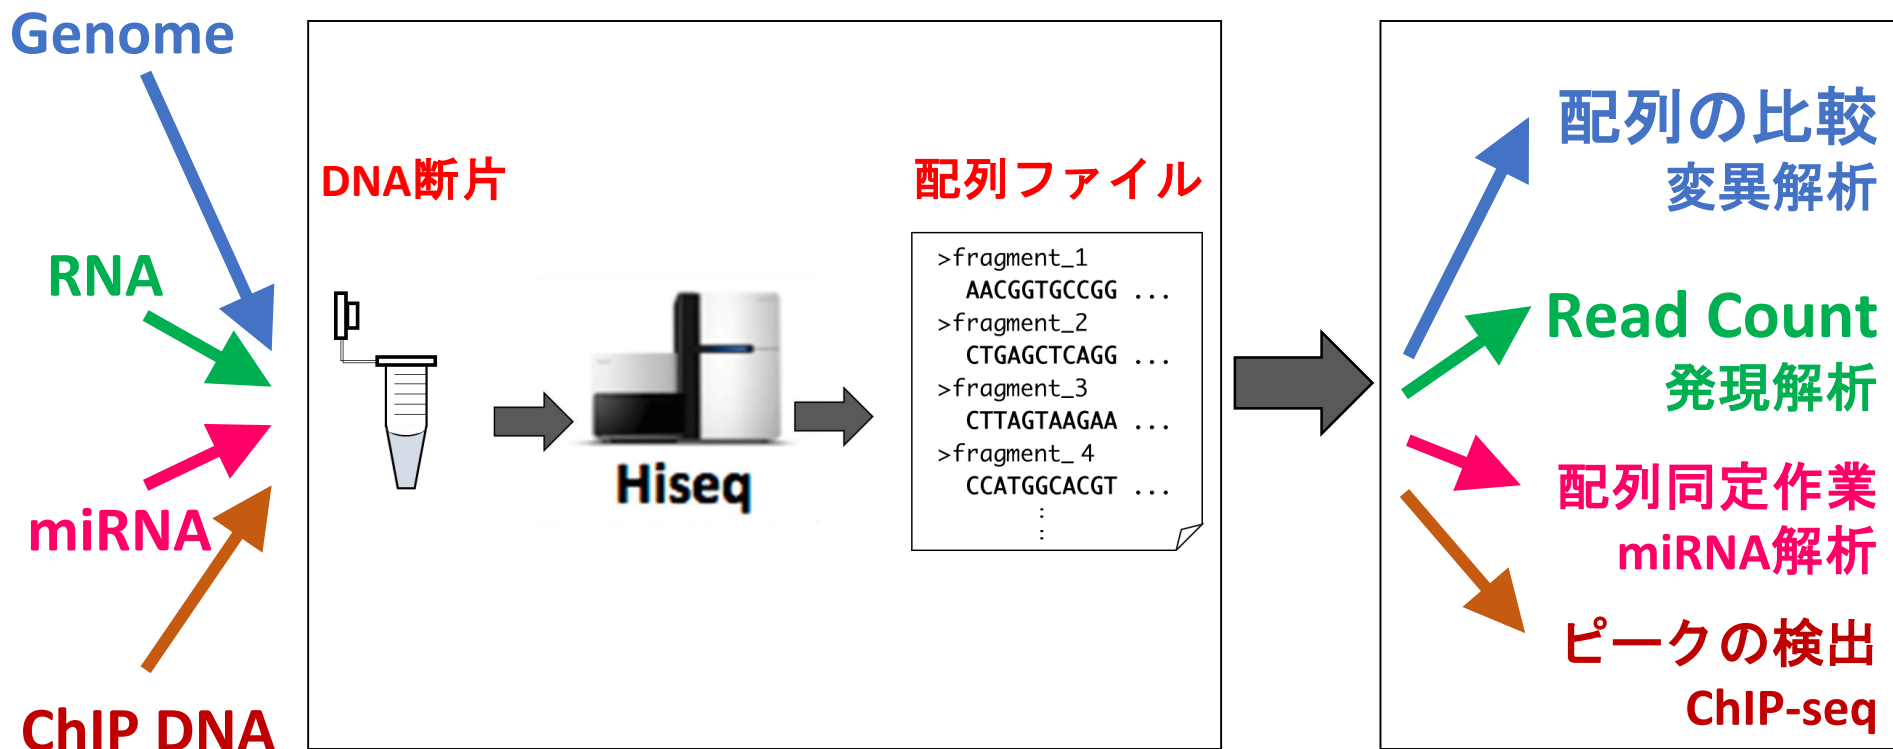 Genome
RNA
miRNA
ChIP DNA
DNA断片
Hiseq
配列ファイル
>fragment_1
AACGGTGCCGG ...
>fragment_2
CTGAGCTCAGG ...
>fragment_3
CTTAGTAAGAA ...
>fragment_ 4
CCATGGCACGT ...
⋮
配列の比較
変異解析
Read Count
発現解析
配列同定作業
miRNA解析
ピークの検出
ChIP-seq